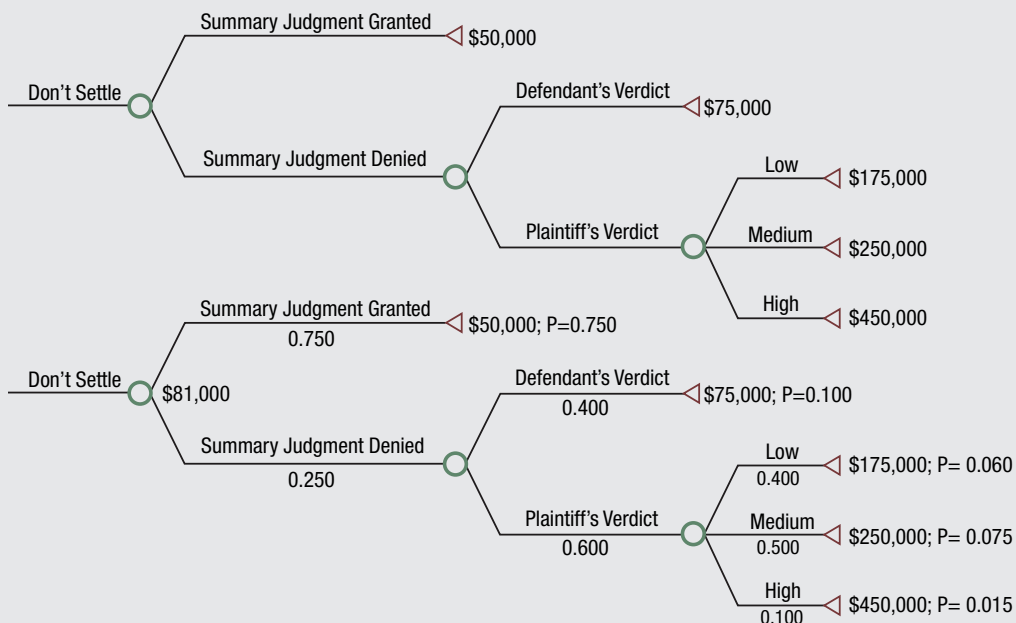 Summary Judgment Granted
$50,000
Don't Settle
Defendant's Verdict
$75,000
Summary Judgment Denied
Low
$175,000
Plaintiff's Verdict
Medium
$250,000
High
$450,000
Summary Judgment Granted
0.750
$50,000; P=0.750
Don't Settle
$81,000
Defendant's Verdict
0.400
$75,000; P=0.100
Summary Judgment Denied
0.250
Low
0.400
$175,000; P= 0.060
Plaintiff's Verdict
0.600
Medium
0.500
$250,000; P= 0.075
High
0.100
$450,000; P= 0.015